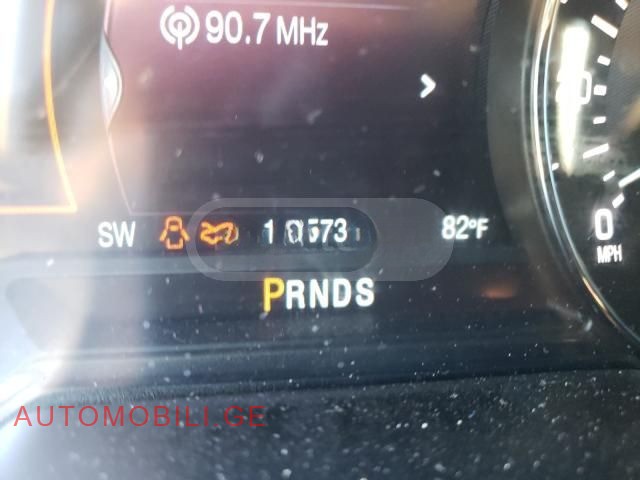 90.7 MHz
SW 82°F
0
MPH
PRNDS
AUTOMOBILI.GE